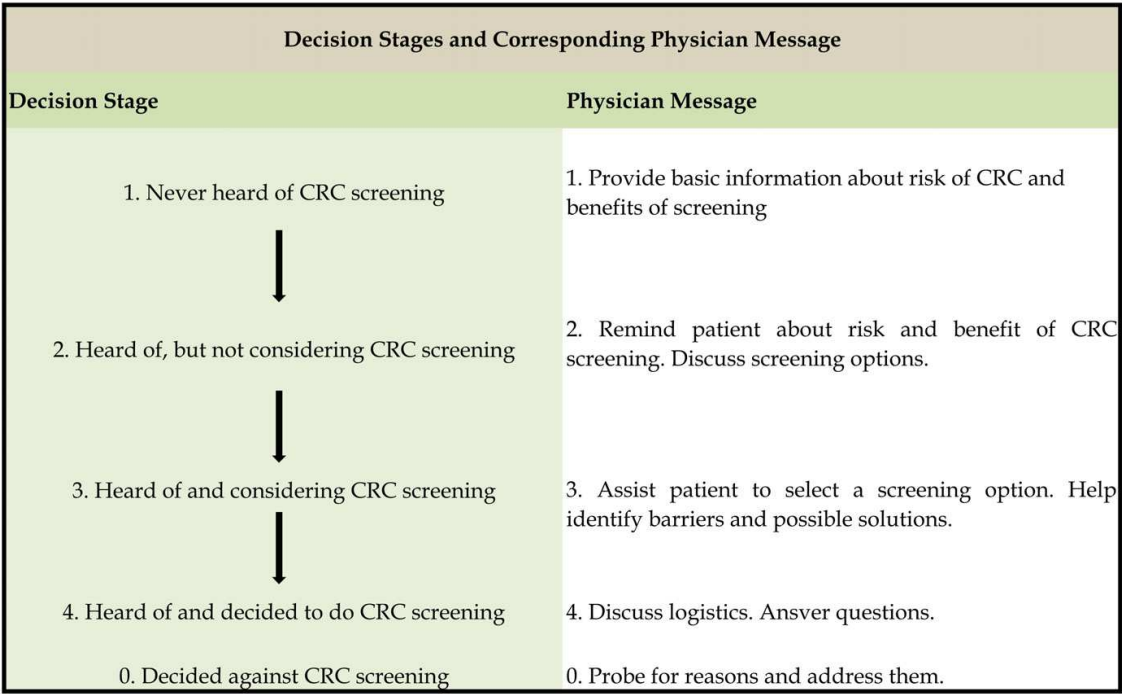 Decision Stages and Corresponding Physician Message
Decision Stage
Physician Message
1. Never heard of CRC screening
1. Provide basic information about risk of CRC and
benefits of screening
2. Heard of, but not considering CRC screening
2. Remind patient about risk and benefit of CRC
screening. Discuss screening options.
3. Heard of and considering CRC screening
3. Assist patient to select a screening option. Help
identify barriers and possible solutions.
4. Heard of and decided to do CRC screening
4. Discuss logistics. Ansver questions.
0. Decided against CRC screening
0. Probe for reasons and address them.